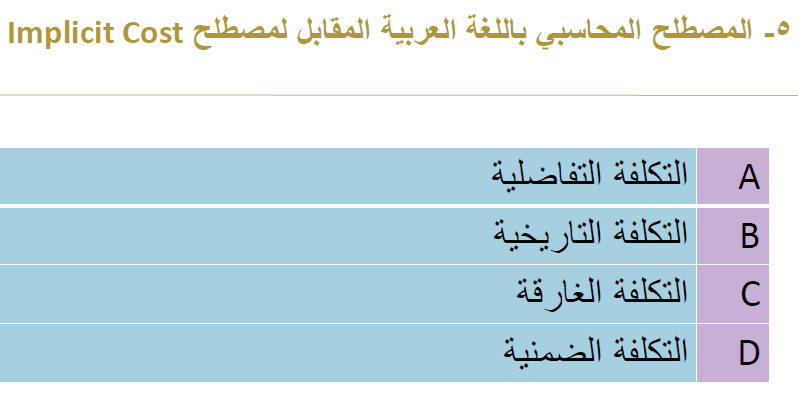 ٥- المصطلح المحاسبي باللغة العربية المقابل لمصطلح Implicit Cost
A التكلفة التفاضلية
B التكلفة التاريخية
C التكلفة الغارقة
D التكلفة الضمنية